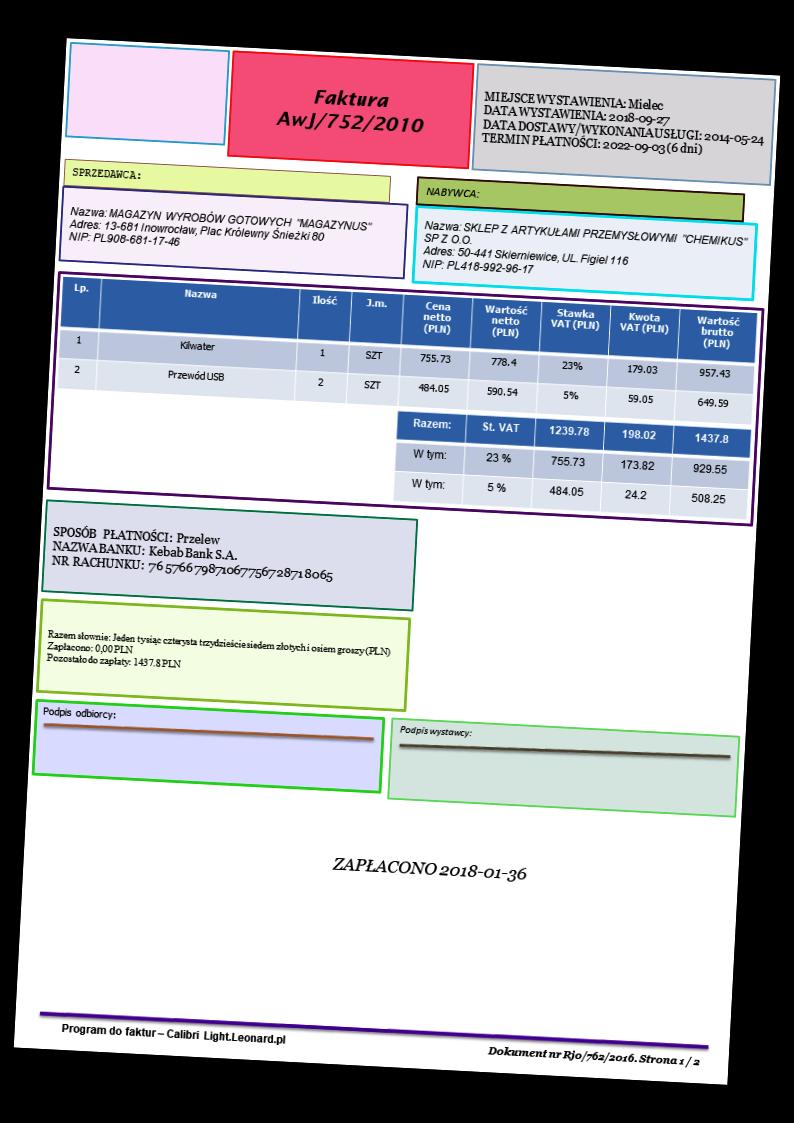 Faktura
AwJ/752/2010
MIEJSCE WYSTAWIENIA: Mielec
DATA WYSTAWIENIA: 2018-09-27
DATA DOSTAWY/WYKONANIA USŁUGI: 2014-05-24
TERMIN PŁATNOŚCI: 2022-09-03 (6 dni)
SPRZEDAWCA:
Nazwa: MAGAZYN WYROBÓW GOTOWYCH "MAGAZYNUS"
Adres: 13-681 Inowrocław, Plac Królewny Śnieżki 80
NIP: PL908-681-17-46
NABYWCA:
Nazwa: SKLEP Z ARTYKUŁAMI PRZEMYSŁOWYMI "CHEMIKUS"
SP Z O.O.
Adres: 50-441 Skierniewice, UL. Figiel 116
NIP: PL418-992-96-17
Lp. Nazwa Ilość J.m. Cena netto (PLN) Wartość netto (PLN) Stawka VAT (PLN) Kwota VAT (PLN) Wartość brutto (PLN)
1 Kilwater 1 SZT 755.73 778.4 23% 179.03 957.43
2 Przewód USB 2 SZT 484.05 590.54 5% 59.05 649.59
Razem: St. VAT 1239.78 198.02 1437.8
W tym: 23 % 755.73 173.82 929.55
W tym: 5 % 484.05 24.2 508.25
SPOSÓB PŁATNOŚCI: Przelew
NAZWA BANKU: Kebab Bank S.A.
NR RACHUNKU: 76 5766 7987 1067 7567 2871 8065
Razem słownie: Jeden tysiąc czterysta trzydzieście siedem złotych i osiem groszy (PLN)
Zapłacono: 0,00 PLN
Pozostało do zapłaty: 1437.8 PLN
Podpis odbiorcy:
Podpis wystawcy:
ZAPŁACONO 2018-01-36
Program do faktur – Calibri Light.Leonard.pl
Dokument nr Rjo/762/2016. Strona 1 / 2